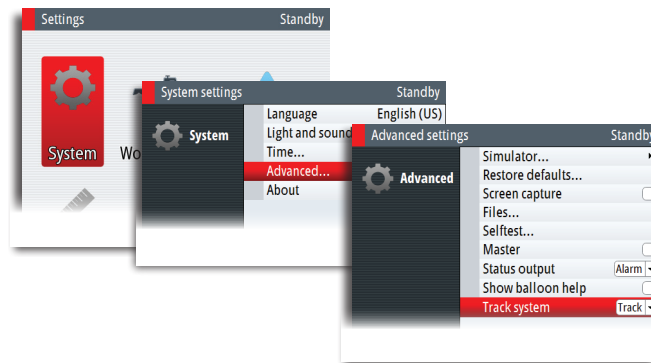 Settings Standby
System Wo
System settings Standby
System
Language English (US)
Light and sound
Time...
Advanced...
About
Advanced settings Standby
Advanced
Simulator...
Restore defaults...
Screen capture
Files...
Selftest...
Master
Status output Alarm
Show balloon help
Track system Track